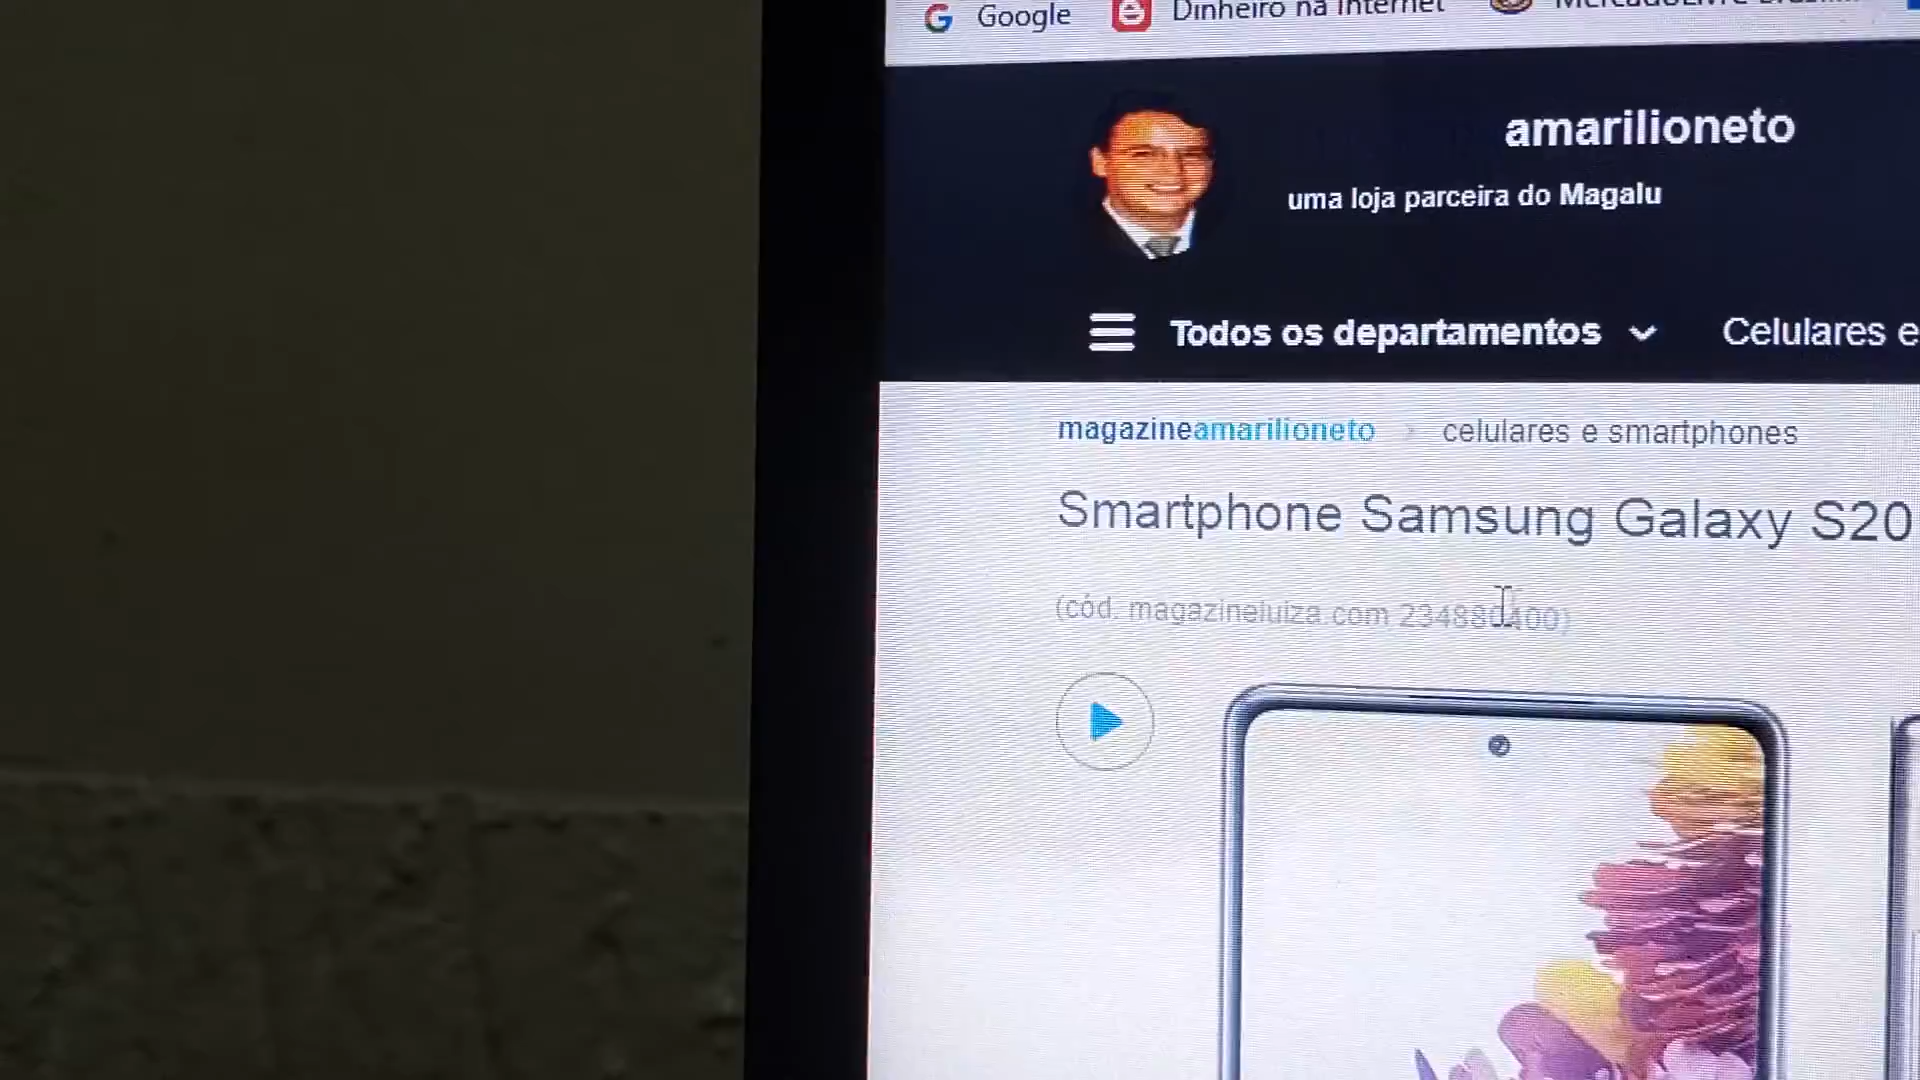 Google Dinheiro na Internet
amarilioneto
uma loja parceira do Magalu
Todos os departamentos Celulares e
magazineamarilioneto > celulares e smartphones
Smartphone Samsung Galaxy S20
(cód. magazineluiza.com 234880400)